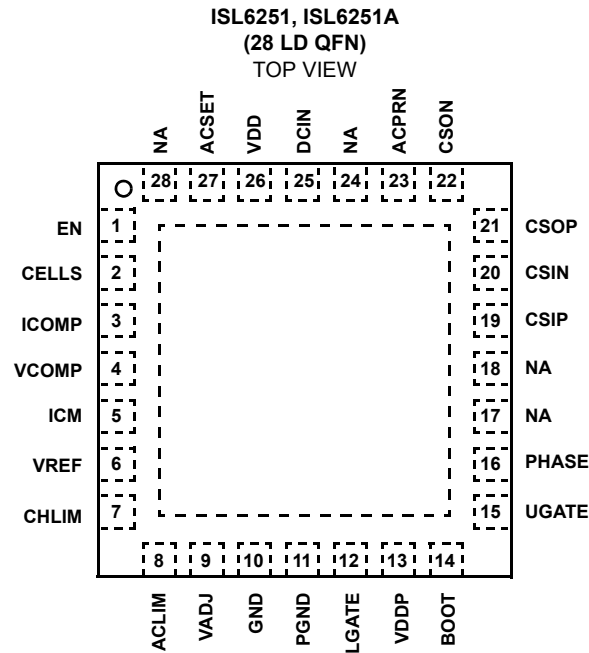 ISL6251, ISL6251A
(28 LD QFN)
TOP VIEW
NA
ACSET
VDD
DCIN
NA
ACPRN
CSON
28
27
26
25
24
23
22
EN 1
CELLS 2
ICOMP 3
VCOMP 4
ICM 5
VREF 6
CHLIM 7
21 CSOP
20 CSIN
19 CSIP
18 NA
17 NA
16 PHASE
15 UGATE
8
9
10
11
12
13
14
ACLIM
VADJ
GND
PGND
LGATE
VDDP
BOOT